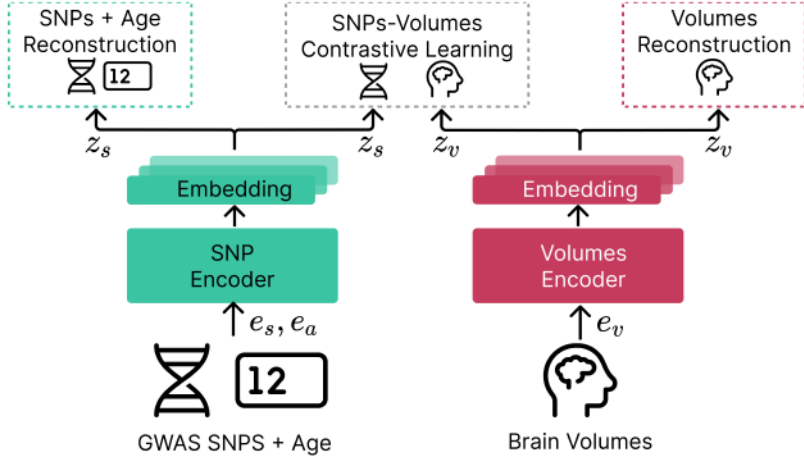 SNPs + Age
Reconstruction
12
SNPs-Volumes
Contrastive Learning
Volumes
Reconstruction
z_s
z_s
z_v
z_v
Embedding
Embedding
SNP
Encoder
Volumes
Encoder
e_s, e_a
e_v
12
GWAS SNPS + Age
Brain Volumes